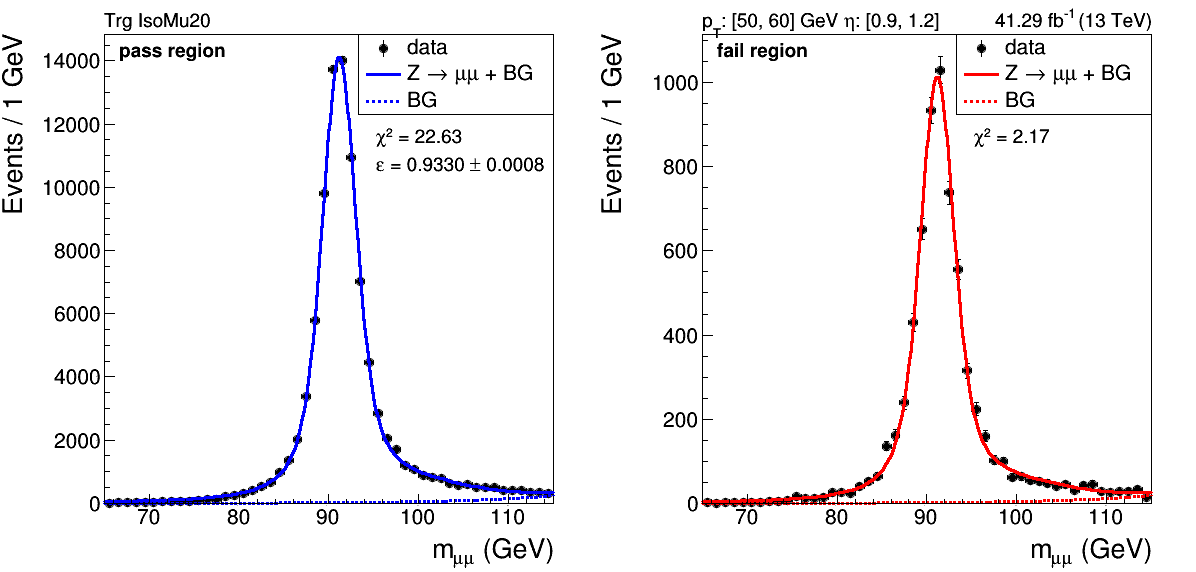 Trg IsoMu20
pass region
data
Z → μμ + BG
BG
χ² = 22.63
ε = 0.9330 ± 0.0008
Events / 1 GeV
14000
12000
10000
8000
6000
4000
2000
0
70 80 90 100 110
mμμ (GeV)
pT: [50, 60] GeV η: [0.9, 1.2] 41.29 fb⁻¹ (13 TeV)
fail region
data
Z → μμ + BG
BG
χ² = 2.17
Events / 1 GeV
1000
800
600
400
200
0
70 80 90 100 110
mμμ (GeV)